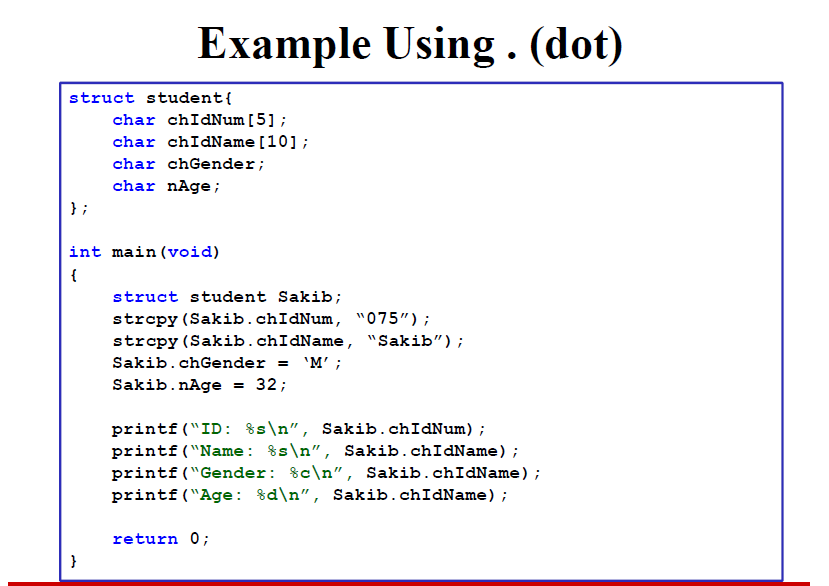 Example Using . (dot)
struct student{
    char chIdNum[5];
    char chIdName[10];
    char chGender;
    char nAge;
};
int main(void)
{
    struct student Sakib;
    strcpy(Sakib.chIdNum, “075”);
    strcpy(Sakib.chIdName, “Sakib”);
    Sakib.chGender = ‘M’;
    Sakib.nAge = 32;
    printf(“ID: %s\n”, Sakib.chIdNum);
    printf(“Name: %s\n”, Sakib.chIdName);
    printf(“Gender: %c\n”, Sakib.chIdName);
    printf(“Age: %d\n”, Sakib.chIdName);
    return 0;
}